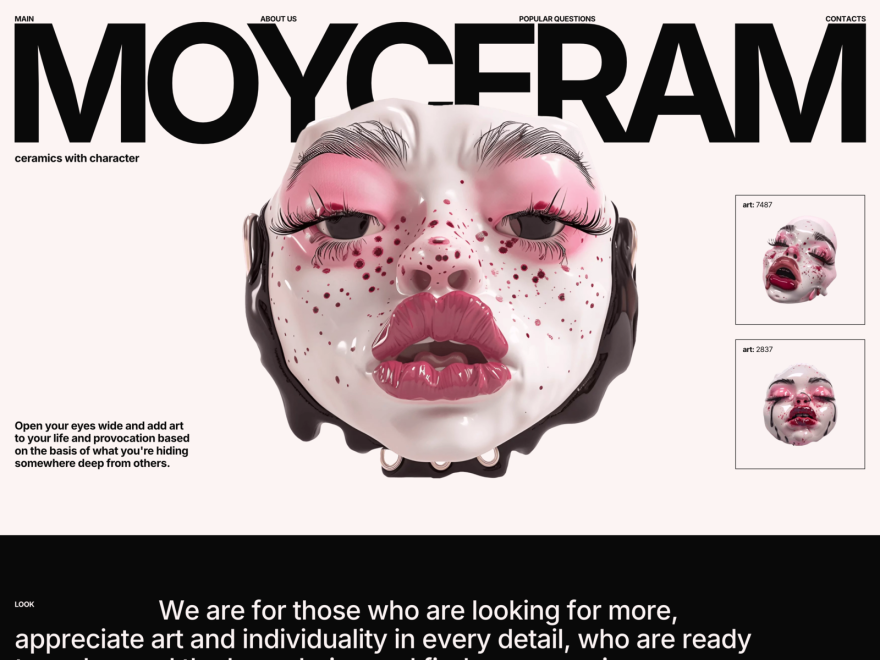 MAIN
ABOUT US
POPULAR QUESTIONS
CONTACTS
MOYCERAM
ceramics with character
art: 7487
art: 2837
Open your eyes wide and add art
to your life and provocation based
on the basis of what you're hiding
somewhere deep from others.
LOOK
We are for those who are looking for more,
appreciate art and individuality in every detail, who are ready